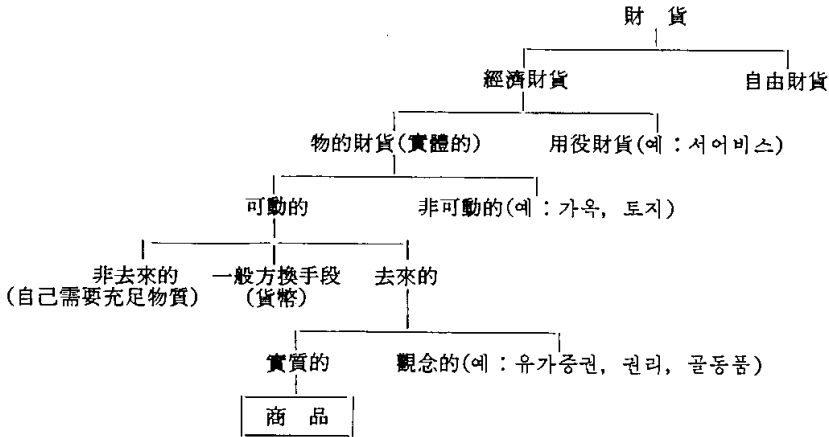 財 貨
經濟財貨 自由財貨
物的財貨(實體的) 用役財貨(예 : 서어비스)
可動的 非可動的(예 : 가옥, 토지)
非去來的 一般方換手段 去來的
(自己需要充足物質) (貨幣)
實質的 觀念的(예 : 유가증권, 권리, 골동품)
商 品